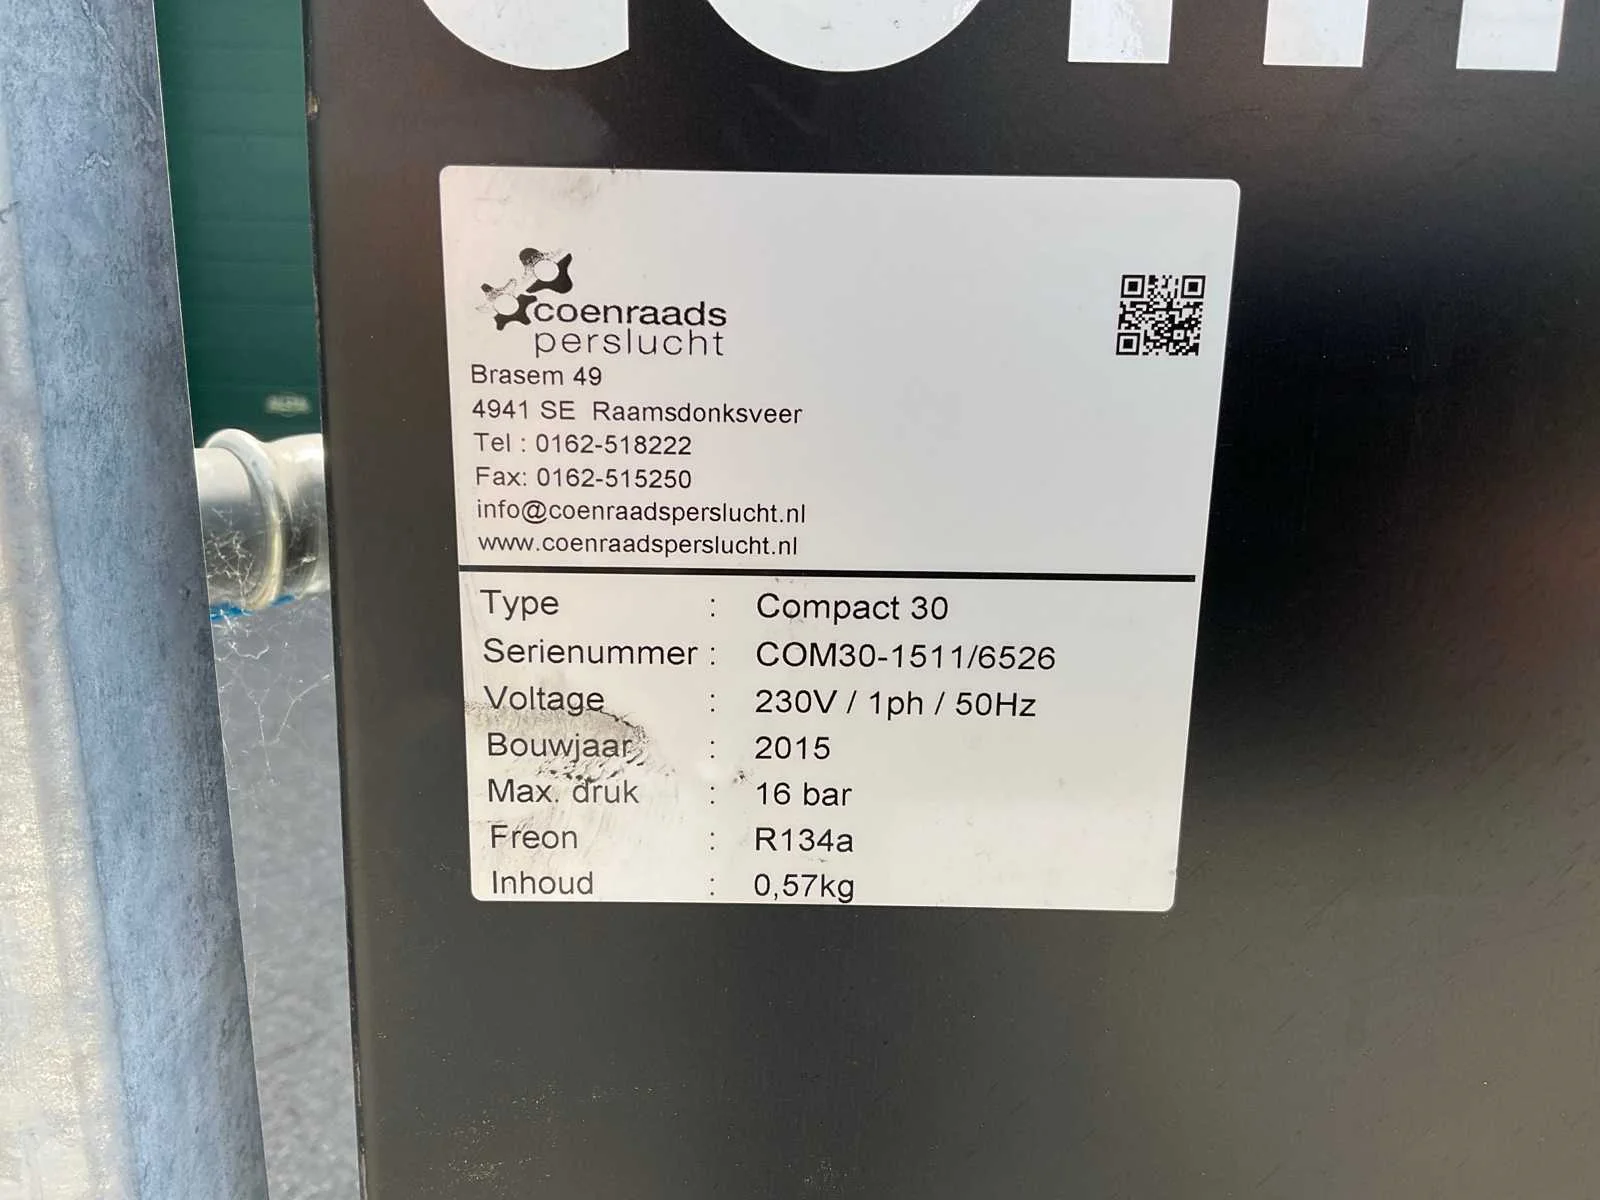 coenraads
perslucht
Brasem 49
4941 SE Raamsdonksveer
Tel : 0162-518222
Fax: 0162-515250
info@coenraadsperslucht.nl
www.coenraadsperslucht.nl
Type : Compact 30
Serienummer : COM30-1511/6526
Voltage : 230V / 1ph / 50Hz
Bouwjaar : 2015
Max. druk : 16 bar
Freon : R134a
Inhoud : 0,57kg